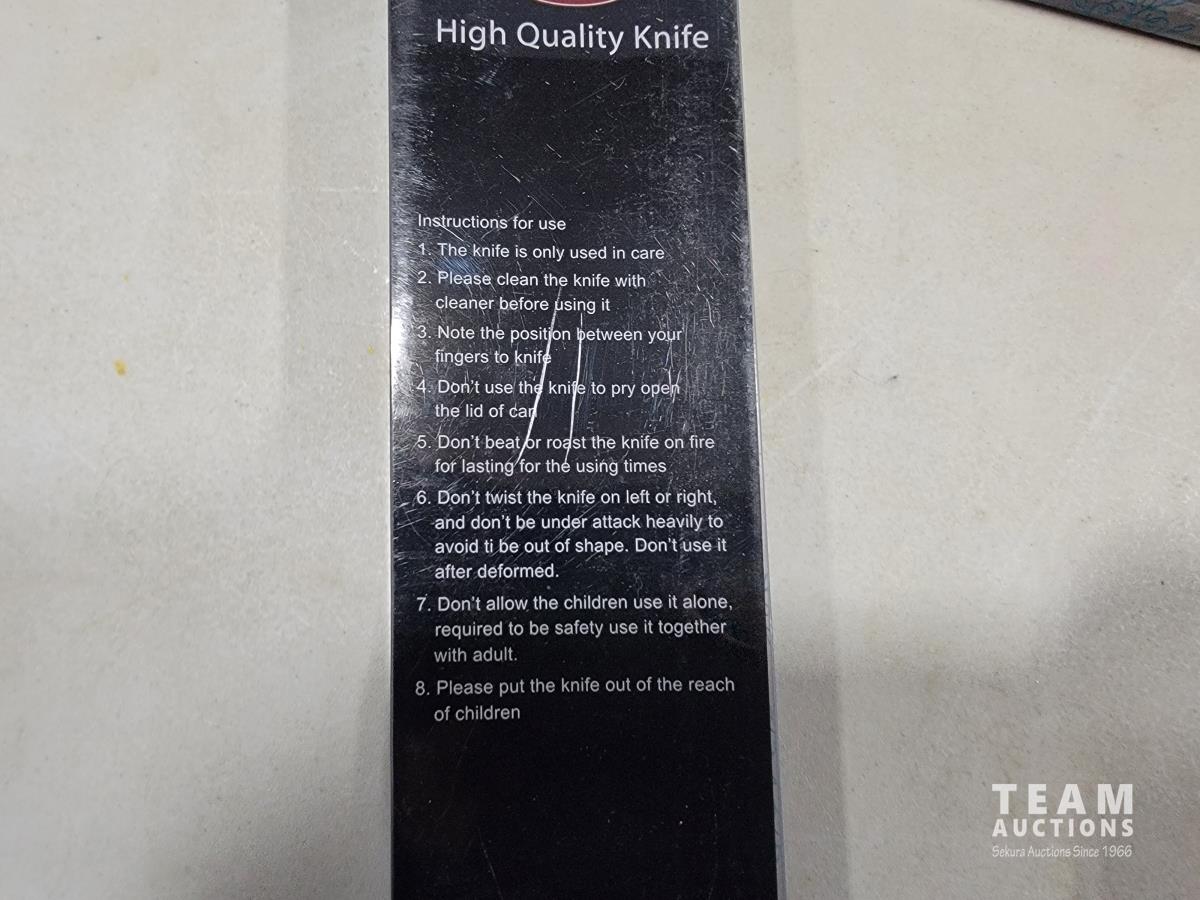 High Quality Knife
Instructions for use
1. The knife is only used in care
2. Please clean the knife with
cleaner before using it
3. Note the position between your
fingers to knife
4. Don't use the knife to pry open
the lid of can
5. Don't beat or roast the knife on fire
for lasting for the using times
6. Don't twist the knife on left or right,
and don't be under attack heavily to
avoid ti be out of shape. Don't use it
after deformed.
7. Don't allow the children use it alone,
required to be safety use it together
with adult.
8. Please put the knife out of the reach
of children
TEAM
AUCTIONS
Sekura Auctions Since 1966